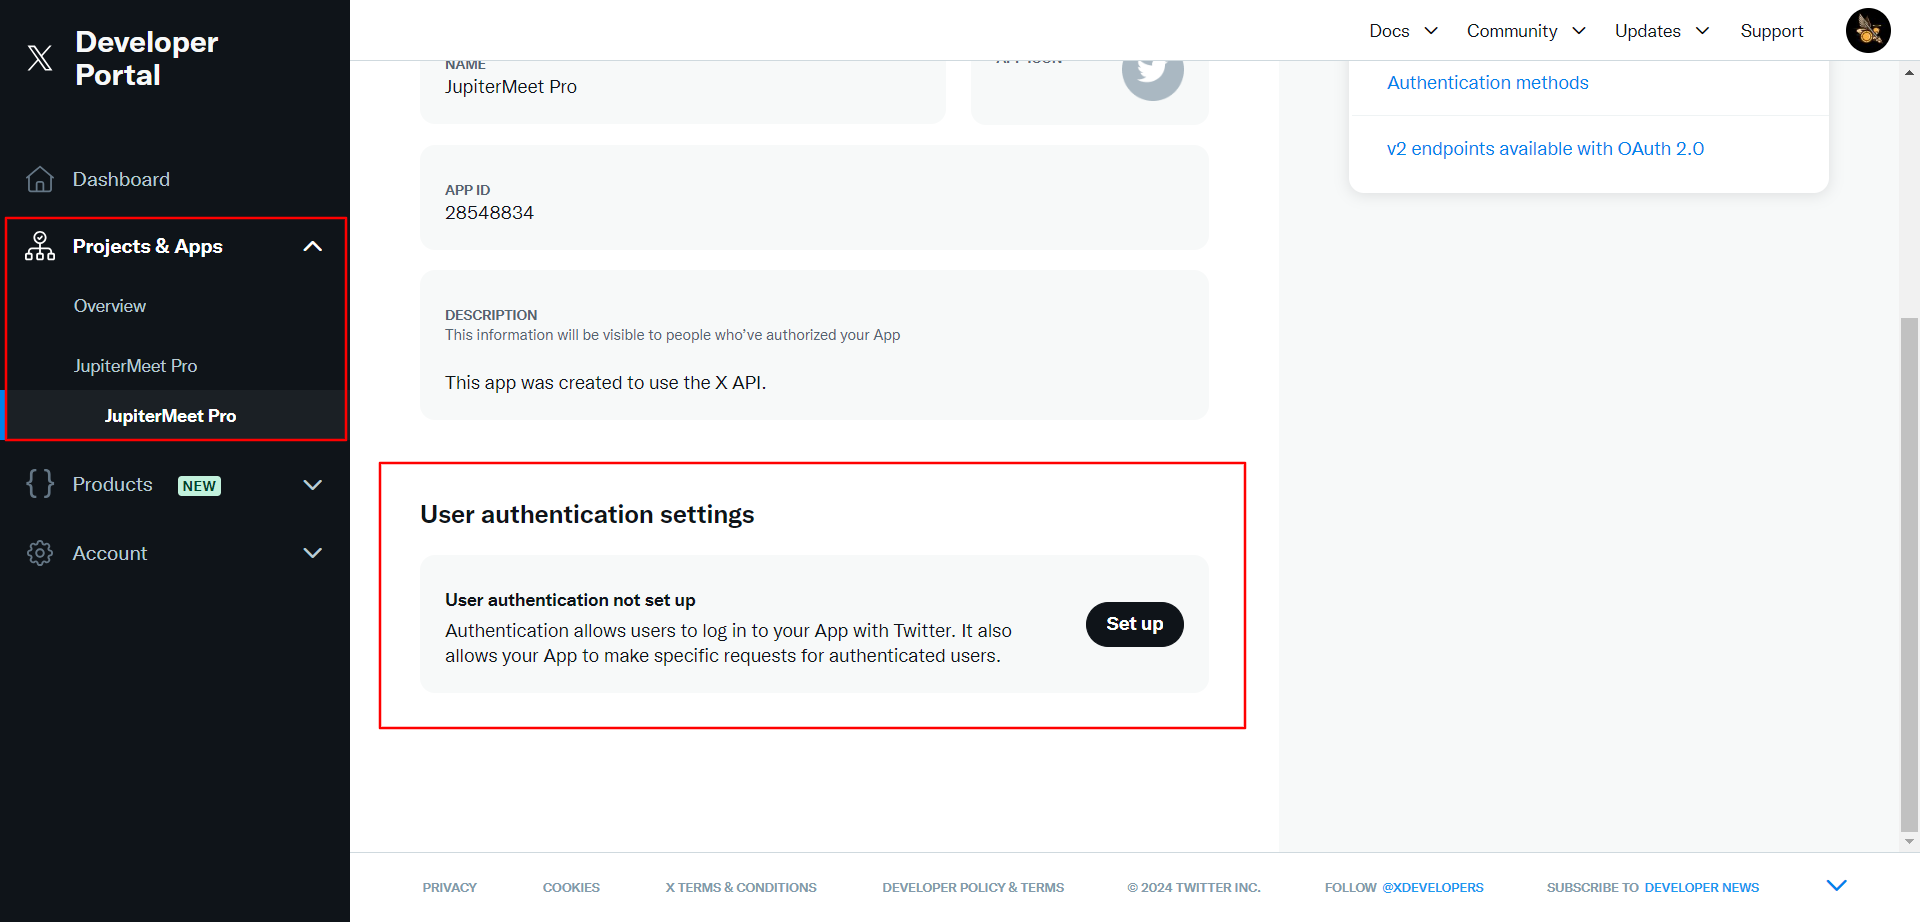 Developer
Portal
Docs
Community
Updates
Support
Dashboard
Projects & Apps
Overview
JupiterMeet Pro
JupiterMeet Pro
Products
NEW
Account
NAME
JupiterMeet Pro
APP ID
28548834
DESCRIPTION
This information will be visible to people who've authorized your App
This app was created to use the X API.
User authentication settings
User authentication not set up
Authentication allows users to log in to your App with Twitter. It also
allows your App to make specific requests for authenticated users.
Set up
Authentication methods
v2 endpoints available with OAuth 2.0
PRIVACY
COOKIES
X TERMS & CONDITIONS
DEVELOPER POLICY & TERMS
© 2024 TWITTER INC.
FOLLOW @XDEVELOPERS
SUBSCRIBE TO DEVELOPER NEWS